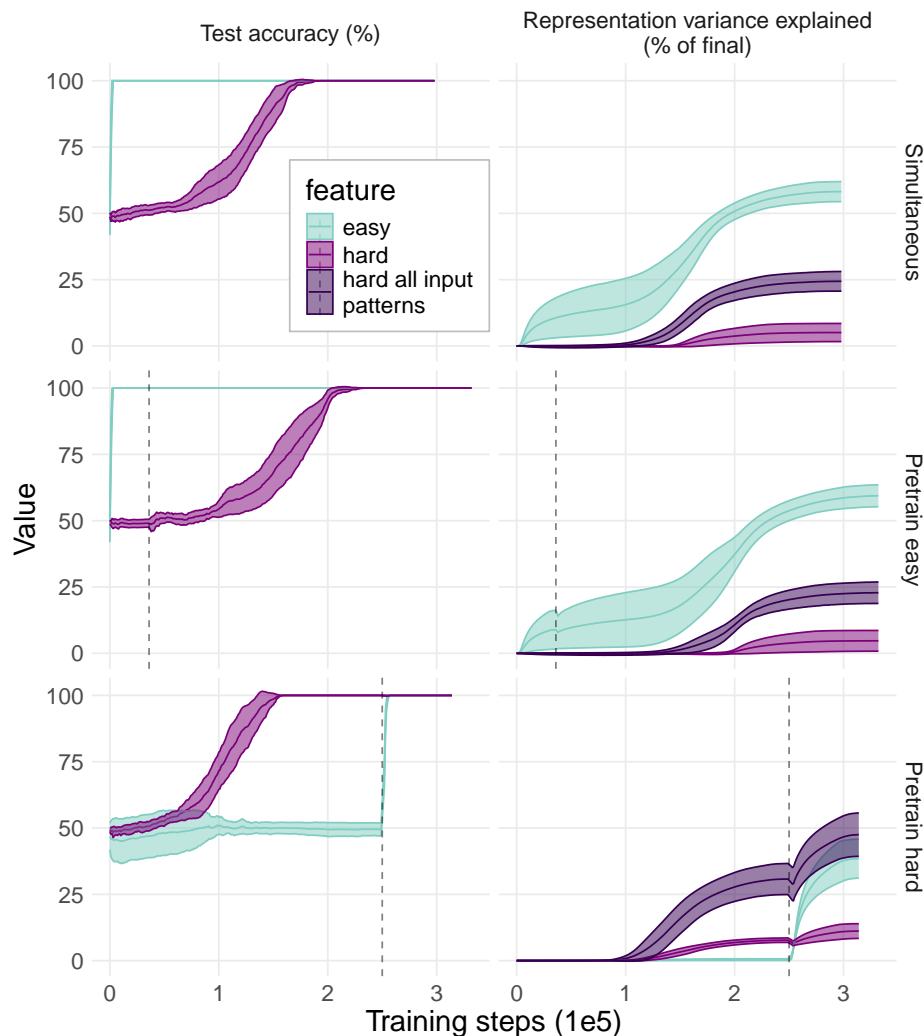 Test accuracy (%)
Representation variance explained
(% of final)
100
75
50
25
0
Simultaneous
feature
easy
hard
hard all input
patterns
100
75
50
25
0
Pretrain easy
Value
100
75
50
25
0
Pretrain hard
0
1
2
3
0
1
2
3
Training steps (1e5)